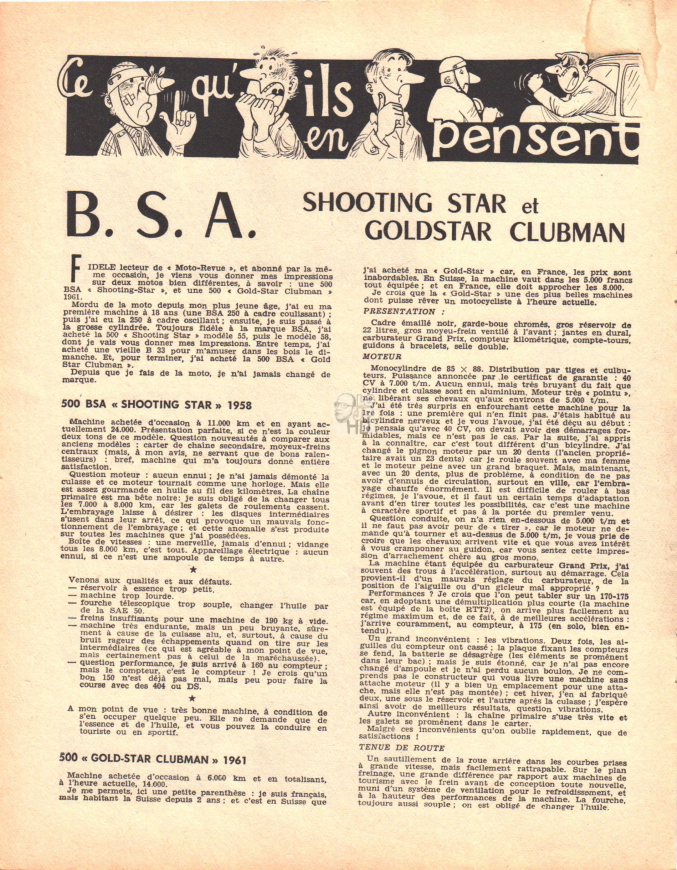 Ce qu'ils en pensent
B. S. A.
SHOOTING STAR et
GOLDSTAR CLUBMAN
FIDELE lecteur de « Moto-Revue », et abonné par la mê-
me occasion, je viens vous donner mes impressions
sur deux motos bien différentes, à savoir : une 500
BSA « Shooting-Star », et une 500 « Gold-Star Clubman »
1961.
Mordu de la moto depuis mon plus jeune âge, j'ai eu ma
première machine à 18 ans (une BSA 250 à cadre coulissant) ;
puis j'ai eu la 250 à cadre oscillant ; ensuite, je suis passé à
la grosse cylindrée. Toujours fidèle à la marque BSA, j'ai
acheté la 500 « Shooting Star » modèle 55, puis le modèle 58,
dont je vais vous donner mes impressions. Entre temps, j'ai
acheté une vieille B 33 pour m'amuser dans les bois le di-
manche. Et, pour terminer, j'ai acheté la 500 BSA « Gold
Star Clubman ».
Depuis que je fais de la moto, je n'ai jamais changé de
marque.
500 BSA « SHOOTING STAR » 1958
Machine achetée d'occasion à 11.000 km et en ayant ac-
tuellement 24.000. Présentation parfaite, si ce n'est la couleur
deux tons de ce modèle. Question nouveautés à comparer aux
anciens modèles : carter de chaîne secondaire, moyeux-freins
centraux (mais, à mon avis, ne servant que de bons ralen-
tisseurs) : bref, machine qui m'a toujours donné entière
satisfaction.
Question moteur : aucun ennui ; je n'ai jamais démonté la
culasse et ce moteur tournait comme une horloge. Mais elle
est assez gourmande en huile au fil des kilomètres. La chaîne
primaire est ma bête noire; je suis obligé de la changer tous
les 7.000 à 8.000 km, car les galets de roulements cassent.
L'embrayage laisse à désirer : les disques intermédiaires
s'usent dans leur arrêt, ce qui provoque un mauvais fonc-
tionnement de l'embrayage ; et cette anomalie s'est produite
sur toutes les machines que j'ai possédées.
Boîte de vitesses : une merveille, jamais d'ennui ; vidange
tous les 8.000 km, c'est tout. Appareillage électrique : aucun
ennui, si ce n'est une ampoule de temps à autre.
★
Venons aux qualités et aux défauts.
— réservoir à essence trop petit.
— machine trop lourde.
— fourche télescopique trop souple, changer l'huile par
de la SAE 50.
— freins insuffisants pour une machine de 190 kg à vide.
— machine très endurante, mais un peu bruyante, sûre-
ment à cause de la culasse alu, et, surtout, à cause du
bruit rageur des échappements quand on tire sur les
intermédiaires (ce qui est agréable à mon point de vue,
mais certainement pas à celui de la maréchaussée).
— question performance, je suis arrivé à 160 au compteur ;
mais le compteur, c'est le compteur ! Je crois qu'un
bon 150 n'est déjà pas mal, mais peu pour faire la
course avec des 404 ou DS.
★
A mon point de vue : très bonne machine, à condition de
s'en occuper quelque peu. Elle ne demande que de
l'essence et de l'huile, et vous pouvez la conduire en
touriste ou en sportif.
500 « GOLD-STAR CLUBMAN » 1961
Machine achetée d'occasion à 6.060 km et en totalisant,
à l'heure actuelle, 14.000.
Je me permets, ici une petite parenthèse : je suis français,
mais habitant la Suisse depuis 2 ans ; et c'est en Suisse que
j'ai acheté ma « Gold-Star » car, en France, les prix sont
inabordables. En Suisse, la machine vaut dans les 5.000 francs
tout équipée ; et en France, elle doit approcher les 8.000.
Je crois que la « Gold-Star » une des plus belles machines
dont puisse rêver un motocycliste à l'heure actuelle.
PRESENTATION :
Cadre émaillé noir, garde-boue chromés, gros réservoir de
22 litres, gros moyeu-frein ventilé à l'avant ; jantes en dural,
carburateur Grand Prix, compteur kilométrique, compte-tours,
guidons à bracelets, selle double.
MOTEUR
Monocylindre de 85 × 88. Distribution par tiges et culbu-
teurs. Puissance annoncée par le certificat de garantie : 40
CV à 7.000 t/m. Aucun ennui, mais très bruyant du fait que
cylindre et culasse sont en aluminium. Moteur très « pointu »,
ne libérant ses chevaux qu'aux environs de 5.000 t/m.
J'ai été très surpris en enfourchant cette machine pour la
1re fois : une première qui n'en finit pas. J'étais habitué au
bicylindre nerveux et je vous l'avoue, j'ai été déçu au début :
je pensais qu'avec 40 CV, on devait avoir des démarrages for-
midables, mais ce n'est pas le cas. Par la suite, j'ai appris
à la connaître, car c'est tout différent d'un bicylindre. J'ai
changé le pignon moteur par un 20 dents (l'ancien proprié-
taire avait un 23 dents) car je roule souvent avec ma femme
et le moteur peine avec un grand braquet. Mais, maintenant,
avec un 20 dents, plus de problème, à condition de ne pas
avoir d'ennuis de circulation, surtout en ville, car l'embra-
yage chauffe énormément. Il est difficile de rouler à bas
régimes, je l'avoue, et il faut un certain temps d'adaptation
avant d'en tirer toutes les possibilités, car c'est une machine
à caractère sportif et pas à la portée du premier venu.
Question conduite, on n'a rien en-dessous de 5.000 t/m et
il ne faut pas avoir peur de « tirer », car le moteur ne de-
mande qu'à tourner et au-dessus de 5.000 t/m, je vous prie de
croire que les chevaux arrivent vite et que vous avez intérêt
à vous cramponner au guidon, car vous sentez cette impres-
sion d'arrachement chère au gros mono.
La machine étant équipée du carburateur Grand Prix, j'ai
souvent des trous à l'accélération, surtout au démarrage. Cela
provient-il d'un mauvais réglage du carburateur, de la
position de l'aiguille ou d'un gicleur mal approprié ?
Performances ? Je crois que l'on peut tabler sur un 170-175
car, en adoptant une démultiplication plus courte (la machine
est équipé de la boîte RTT2), on arrive plus facilement au
régime maximum et, de ce fait, à de meilleures accélérations ;
j'arrive couramment, au compteur, à 175 (en solo, bien en-
tendu).
Un grand inconvénient : les vibrations. Deux fois, les ai-
guilles du compteur ont cassé : la plaque fixant les compteurs
se fend, la batterie se désagrège (les éléments se promènent
dans leur bac) ; mais je suis étonné, car je n'ai pas encore
changé d'ampoule et je n'ai perdu aucun boulon. Je ne com-
prends pas le constructeur qui vous livre une machine sans
attache moteur (il y a bien un emplacement pour une atta-
che, mais elle n'est pas montée) ; cet hiver, j'en ai fabriqué
deux, une sous le réservoir et l'autre après la culasse ; j'espère
ainsi avoir de meilleurs résultats, question vibrations.
Autre inconvénient : la chaîne primaire s'use très vite et
les galets se promènent dans le carter.
Malgré ces inconvénients qu'on oublie rapidement, que de
satisfactions !
TENUE DE ROUTE
Un sautillement de la roue arrière dans les courbes prises
à grande vitesse, mais facilement rattrapable. Sur le plan
freinage, une grande différence par rapport aux machines de
tourisme avec le frein avant de conception toute nouvelle,
muni d'un système de ventilation pour le refroidissement, et
à la hauteur des performances de la machine. La fourche,
toujours aussi souple ; on est obligé de changer l'huile.